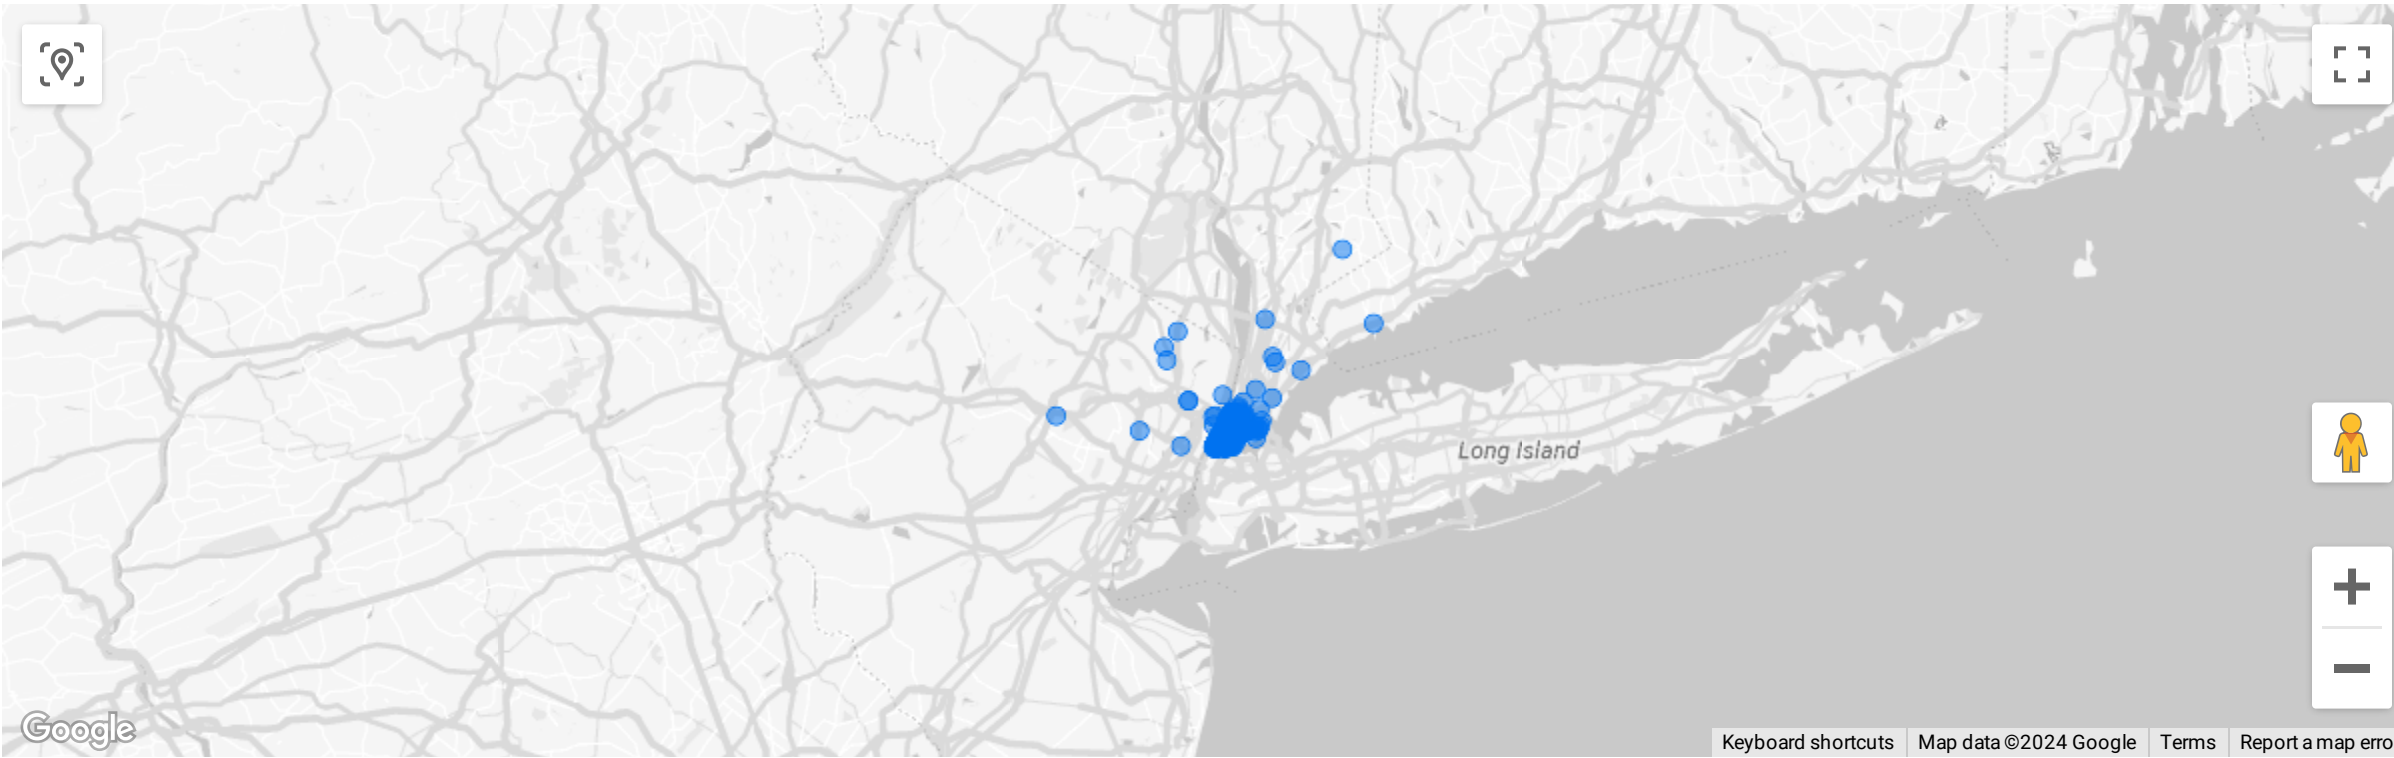 Long Island
Google
Keyboard shortcuts
Map data ©2024 Google
Terms
Report a map erro